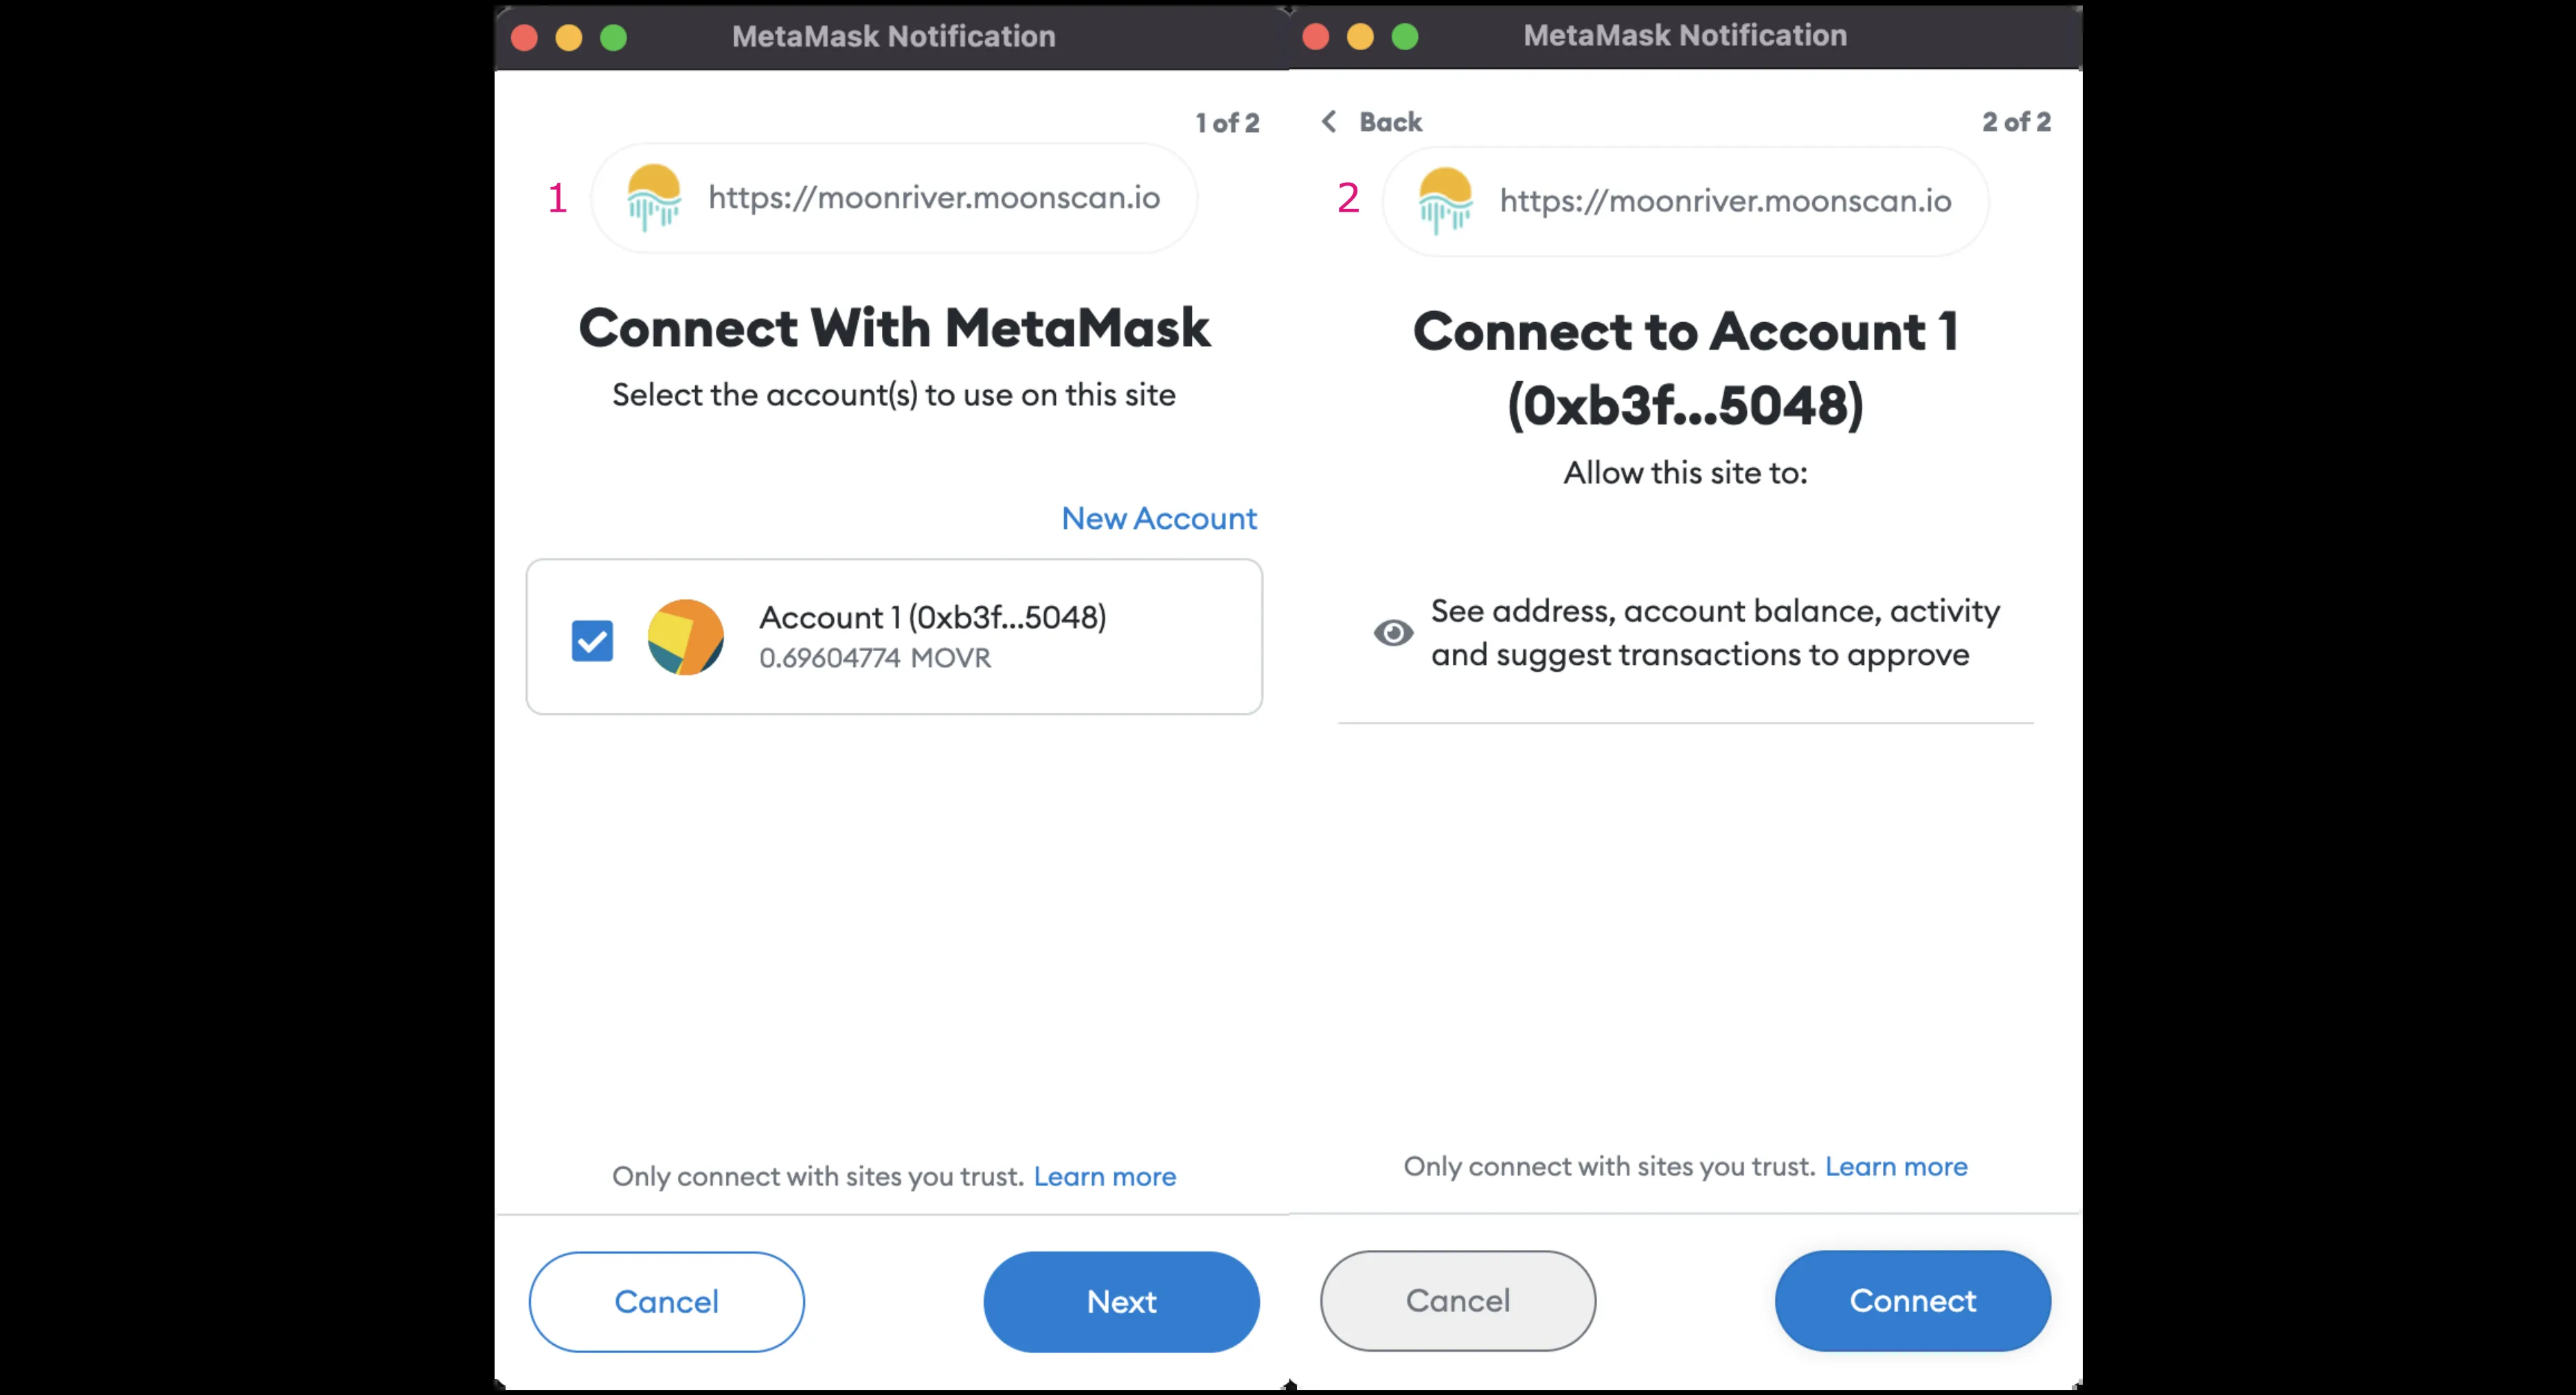 MetaMask Notification
1 of 2
1
https://moonriver.moonscan.io
Connect With MetaMask
Select the account(s) to use on this site
New Account
Account 1 (0xb3f...5048)
0.69604774 MOVR
Only connect with sites you trust. Learn more
Cancel
Next
MetaMask Notification
Back
2 of 2
2
https://moonriver.moonscan.io
Connect to Account 1
(0xb3f...5048)
Allow this site to:
See address, account balance, activity
and suggest transactions to approve
Only connect with sites you trust. Learn more
Cancel
Connect